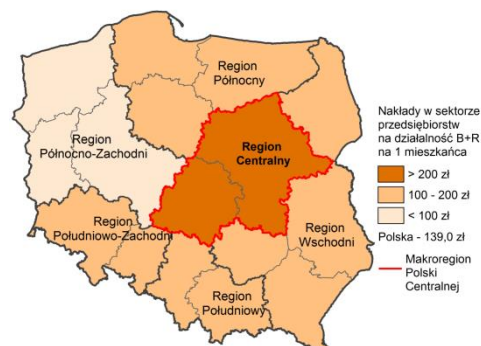 Region
Północny
Region
Północno-Zachodni
Region
Centralny
Region
Południowo-Zachodni
Region
Wschodni
Region
Południowy
Nakłady w sektorze
przedsiębiorstw
na działalność B+R
na 1 mieszkańca
> 200 zł
100 - 200 zł
< 100 zł
Polska - 139,0 zł
Makroregion
Polski
Centralnej